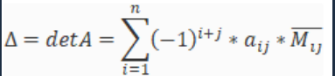 Δ = detA = ∑_{i=1}^{n} (−1)^{i+j} * a_{ij} * \overline{M_{ij}}